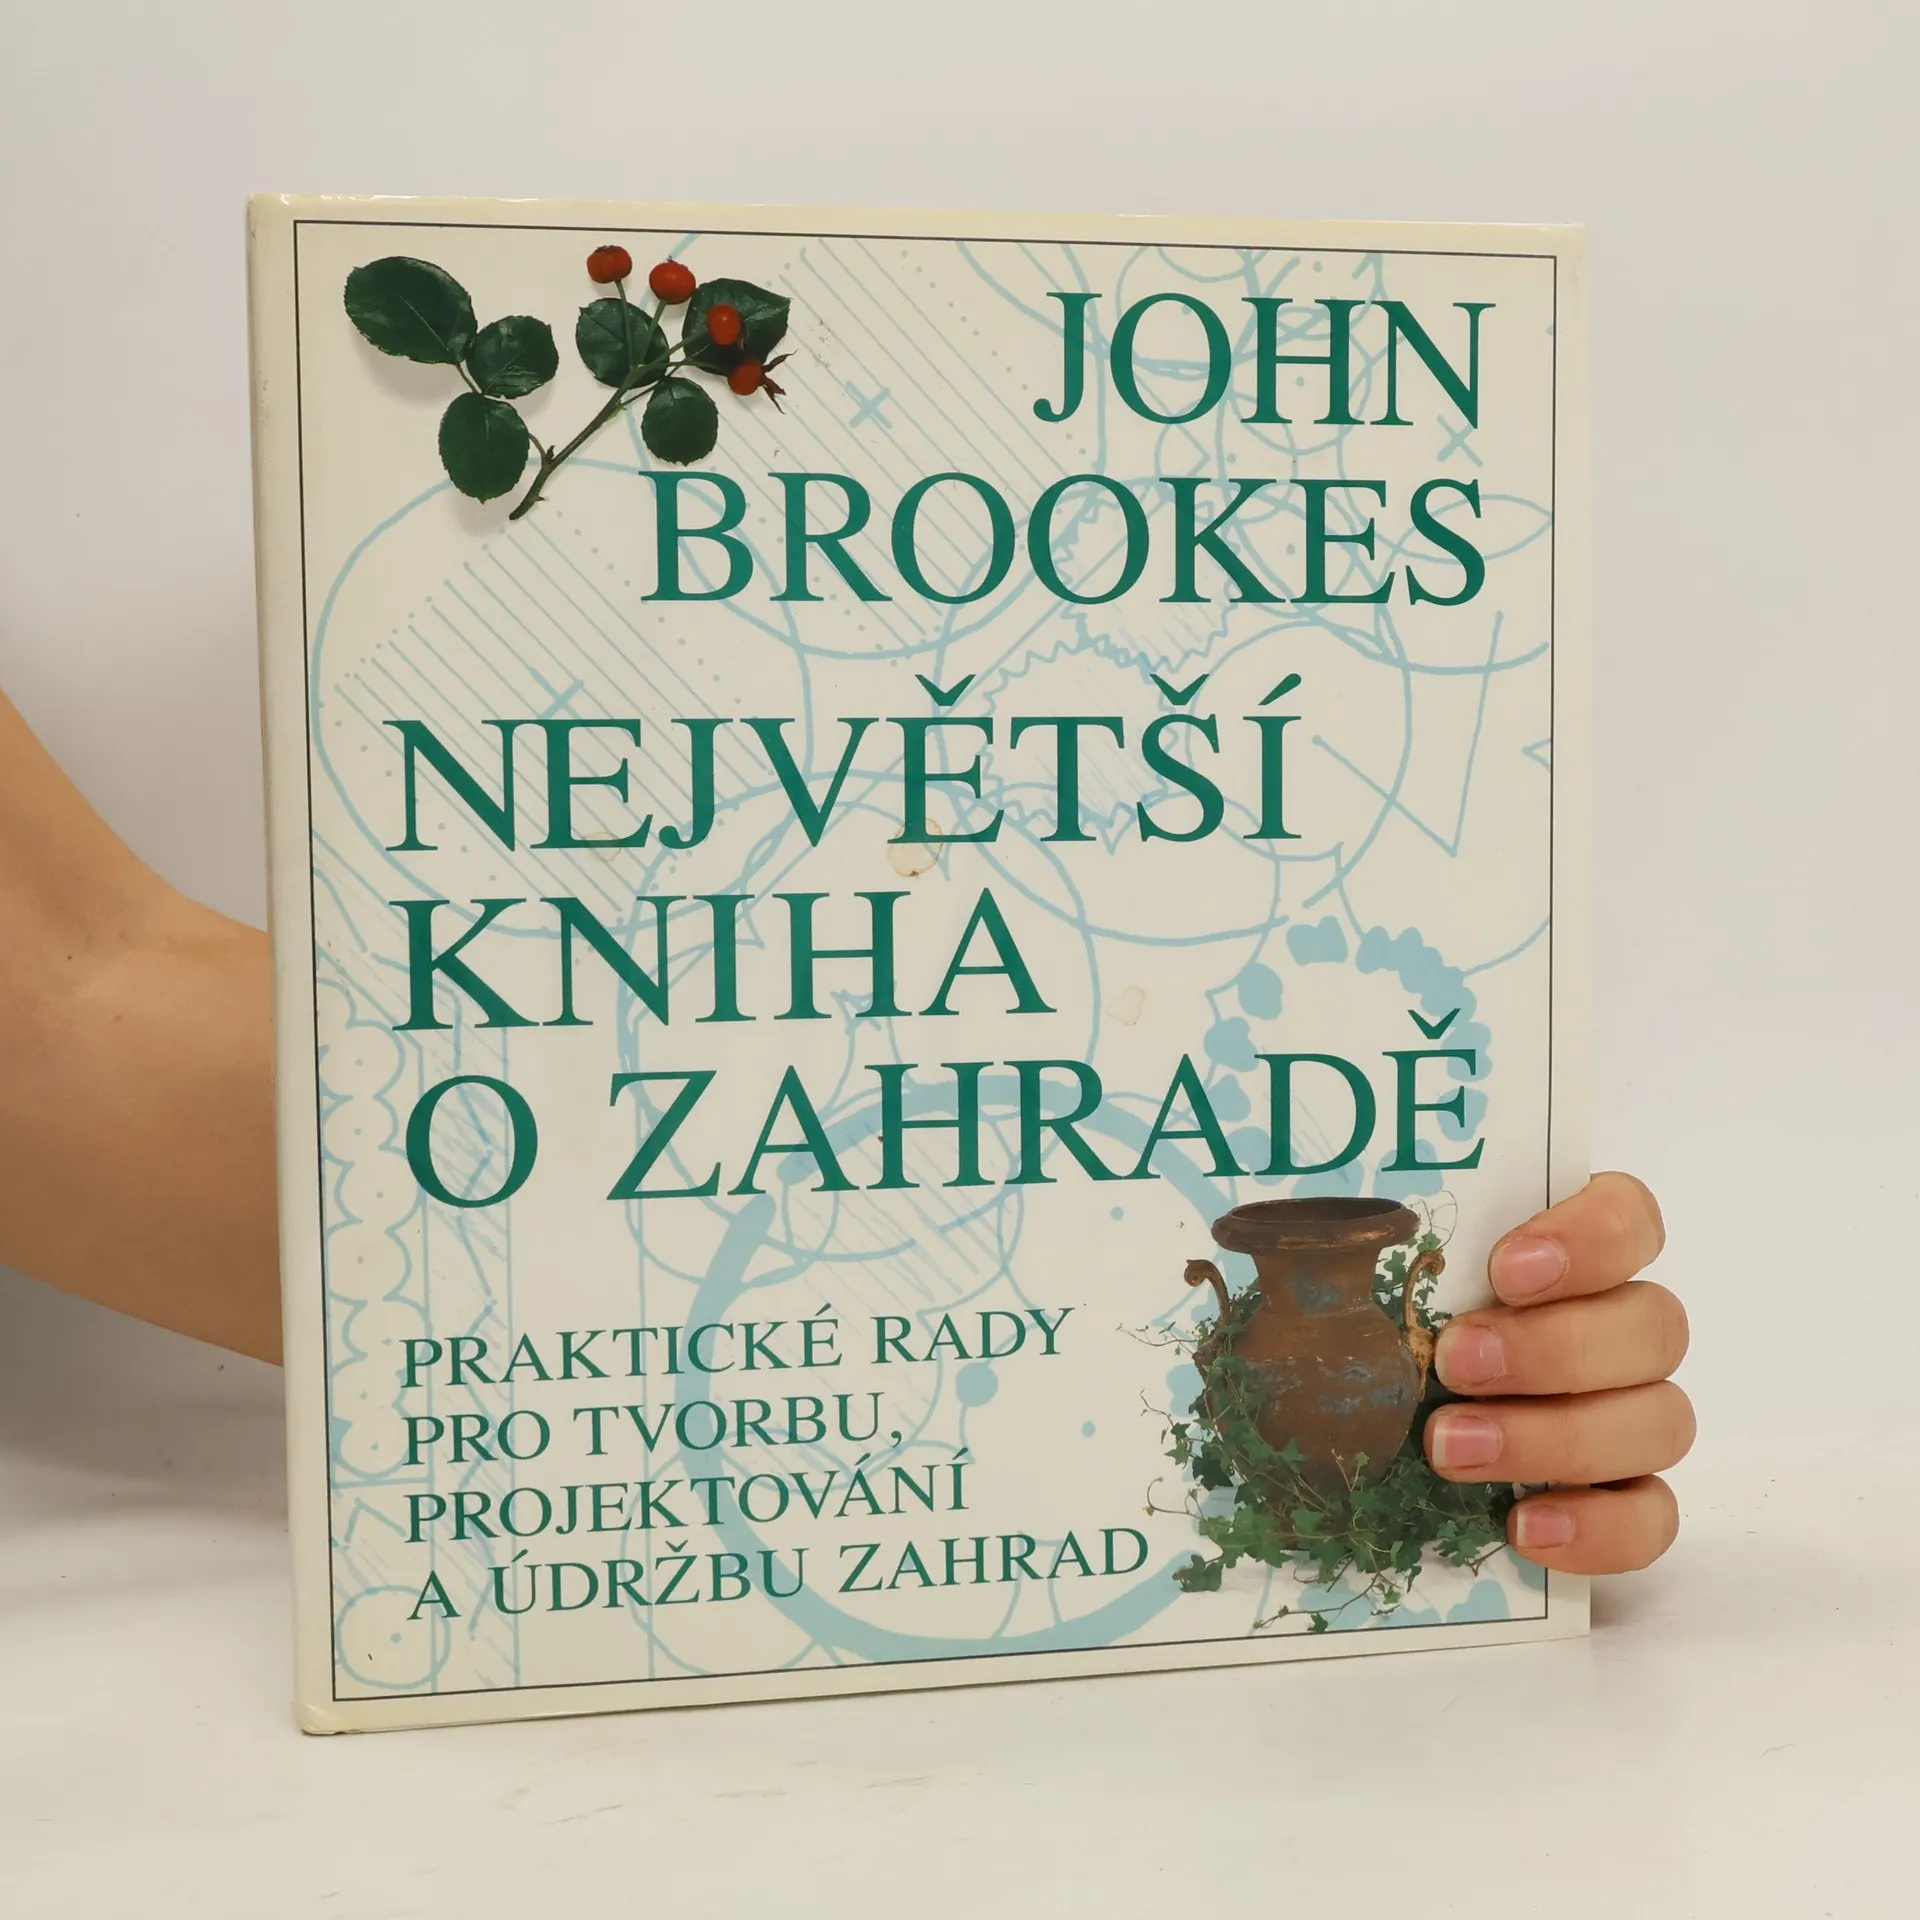 JOHN
BROOKES
NEJVĚTŠÍ
KNIHA
O ZAHRADĚ
PRAKTICKÉ RADY
PRO TVORBU,
PROJEKTOVÁNÍ
A ÚDRŽBU ZAHRAD